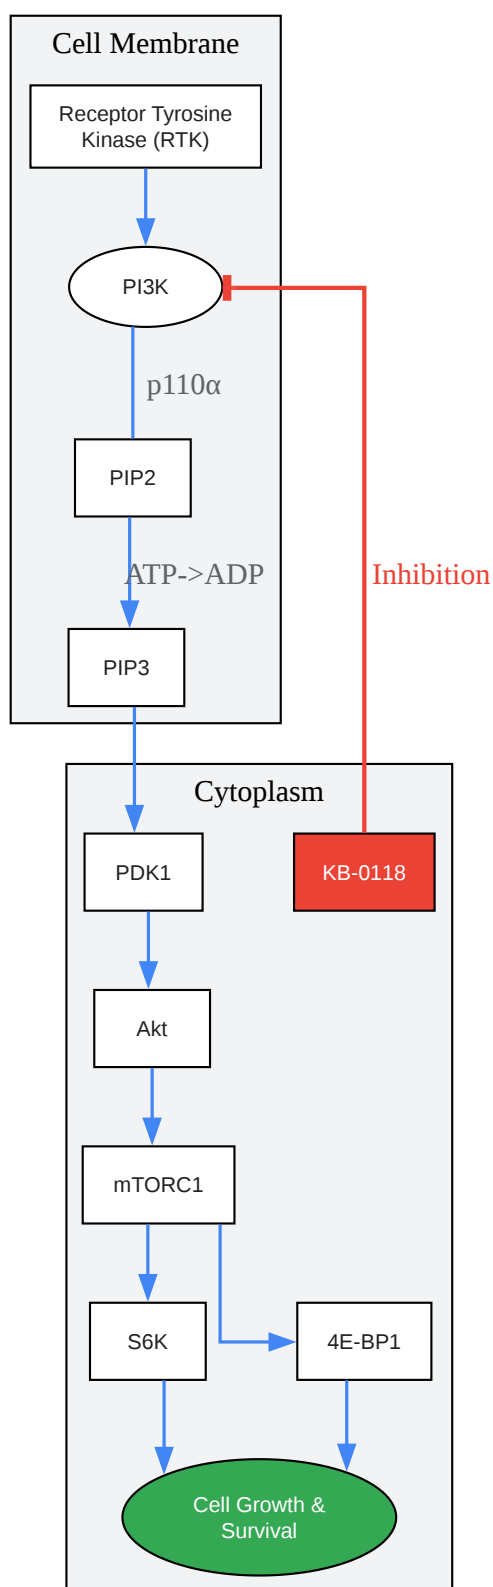 Cell Membrane
Receptor Tyrosine
Kinase (RTK)
PI3K
p110α
PIP2
ATP->ADP
Inhibition
PIP3
Cytoplasm
PDK1
KB-0118
Akt
mTORC1
S6K
4E-BP1
Cell Growth &
Survival